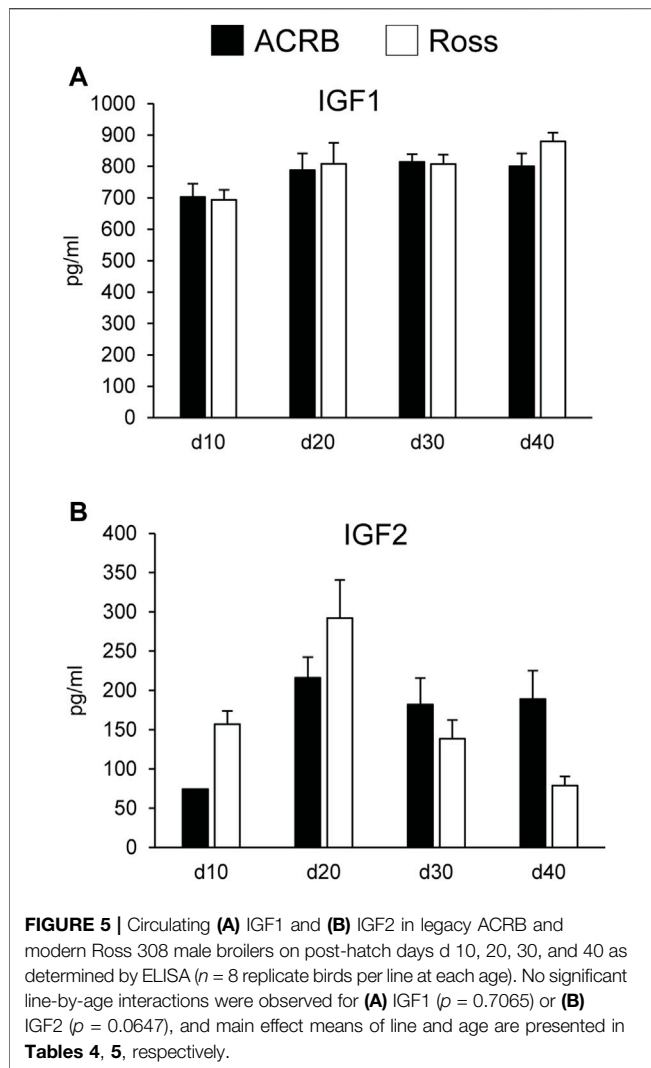 ACRB Ross
A
IGF1
1000
900
800
700
600
500
400
300
200
100
0
pg/ml
d10 d20 d30 d40
B
IGF2
400
350
300
250
200
150
100
50
0
pg/ml
d10 d20 d30 d40
FIGURE 5 | Circulating (A) IGF1 and (B) IGF2 in legacy ACRB and
modern Ross 308 male broilers on post-hatch days d 10, 20, 30, and 40 as
determined by ELISA (n = 8 replicate birds per line at each age). No significant
line-by-age interactions were observed for (A) IGF1 (p = 0.7065) or (B)
IGF2 (p = 0.0647), and main effect means of line and age are presented in
Tables 4, 5, respectively.